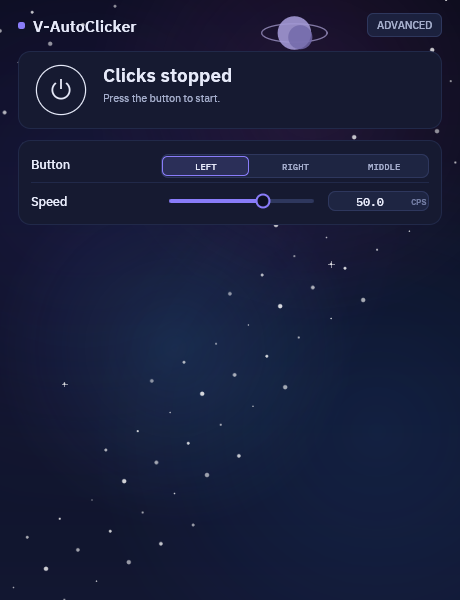 V-AutoClicker
ADVANCED
Clicks stopped
Press the button to start.
Button
LEFT
RIGHT
MIDDLE
Speed
50.0
CPS